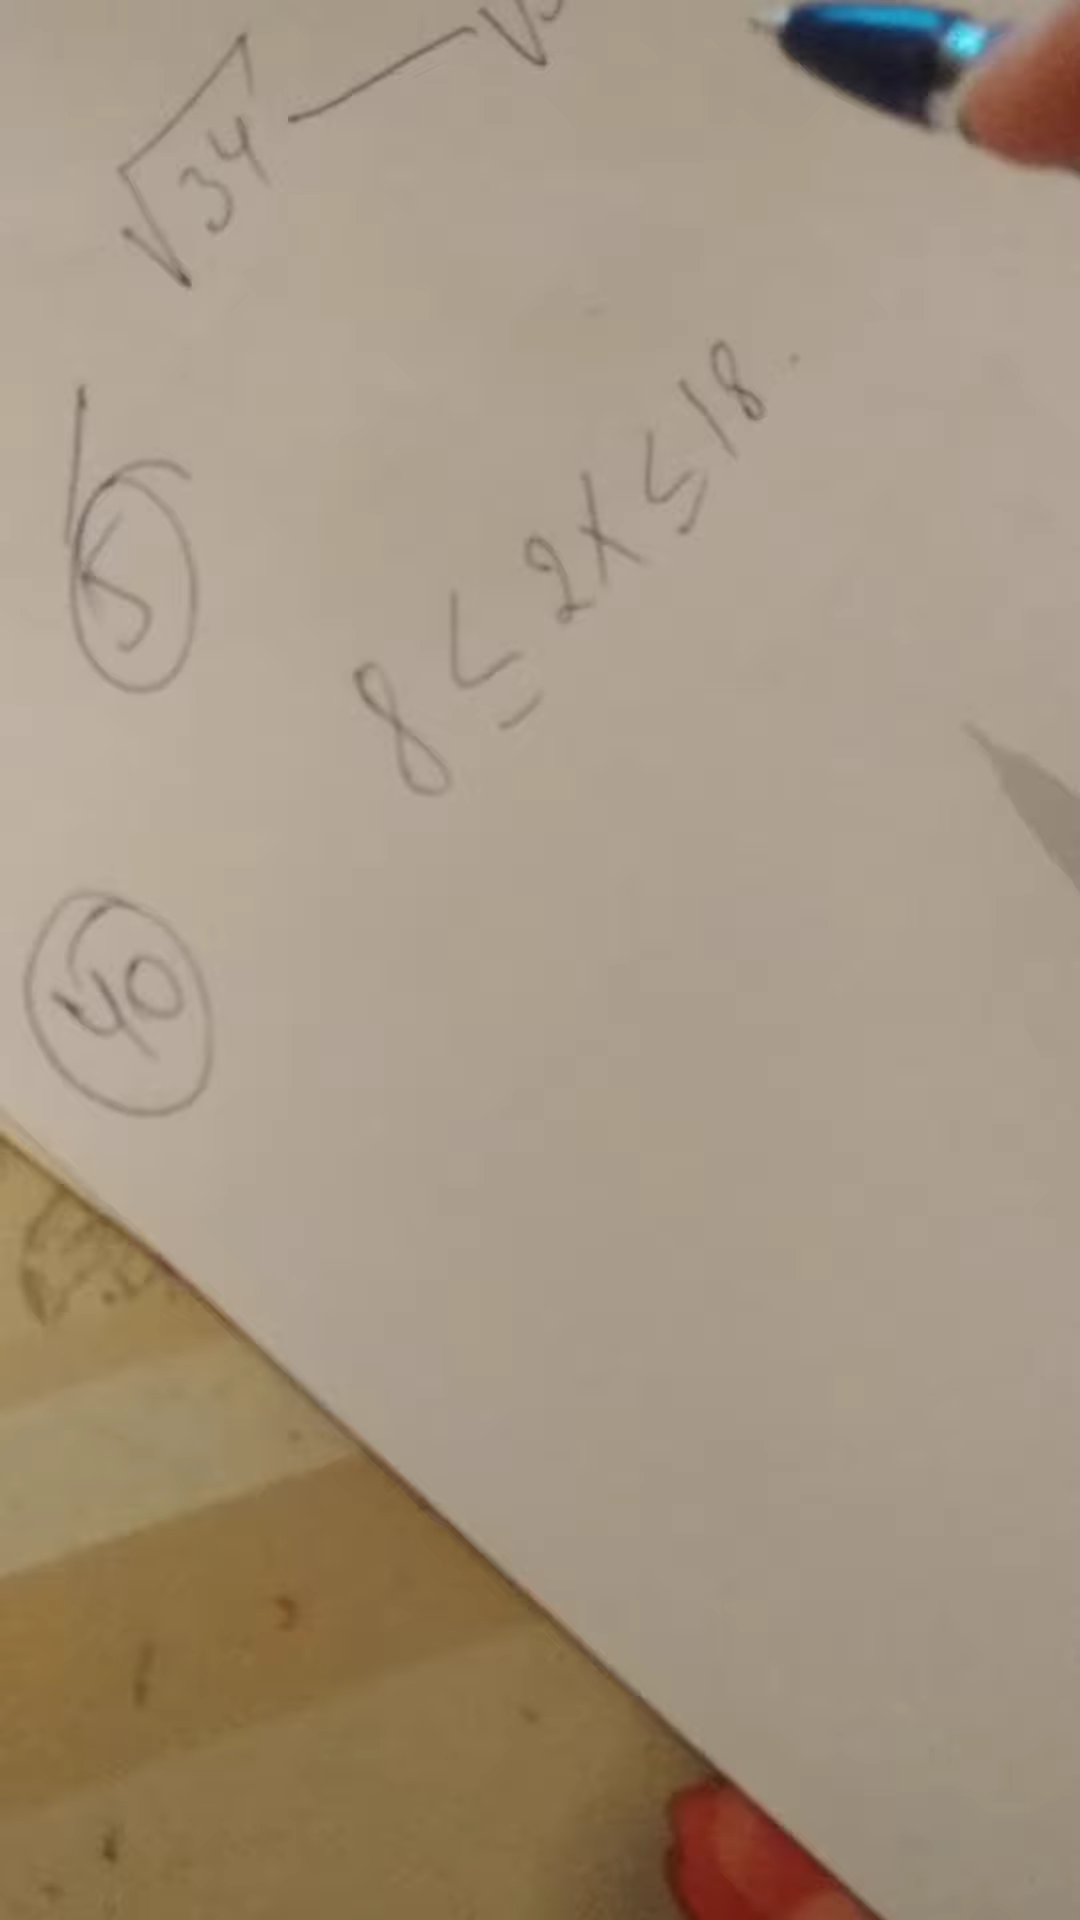 √34 — √
5
8 ≤ 2x ≤ 18.
40